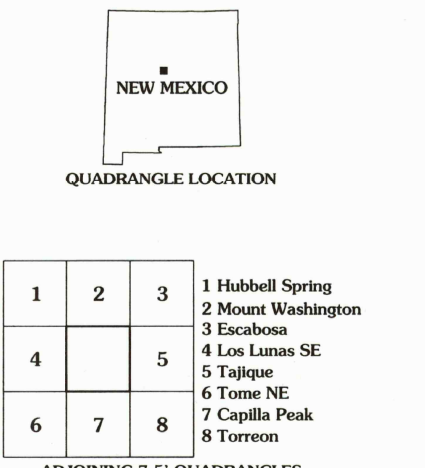 NEW MEXICO
QUADRANGLE LOCATION
1 2 3
4 5
6 7 8
1 Hubbell Spring
2 Mount Washington
3 Escabosa
4 Los Lunas SE
5 Tajique
6 Tome NE
7 Capilla Peak
8 Torreon
ADJOINING 7.5' QUADRANGLES